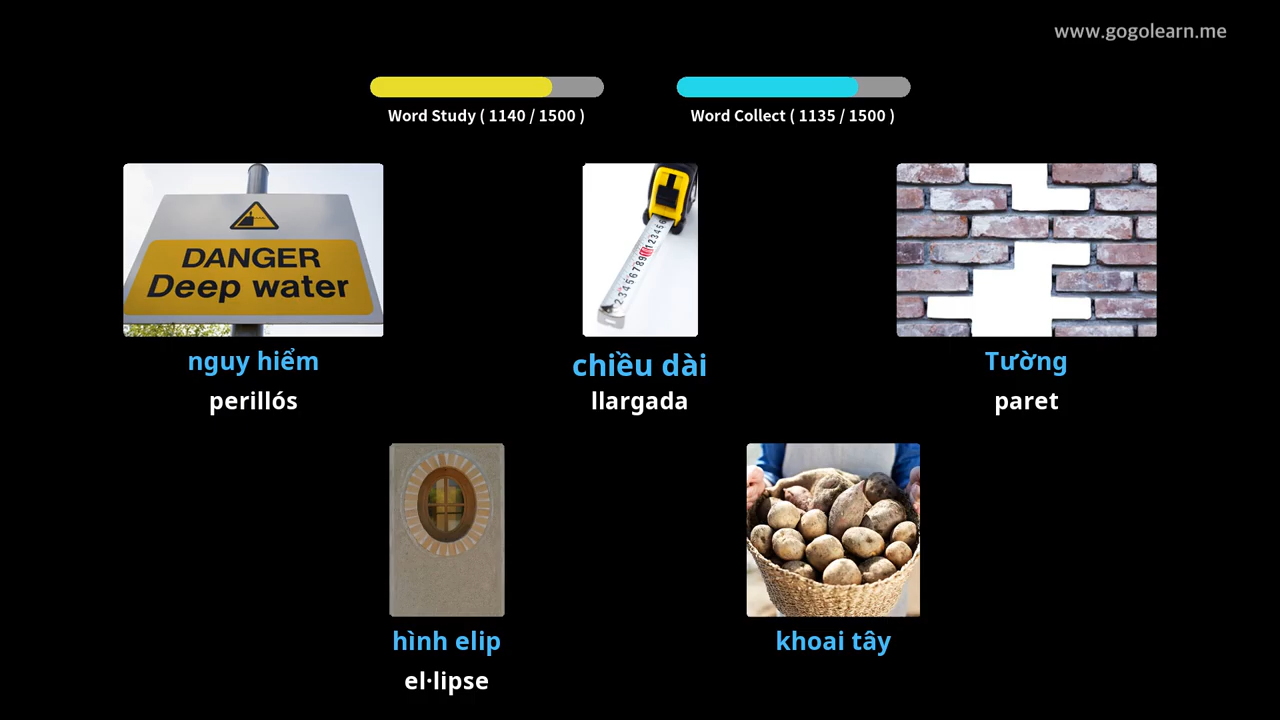 www.gogolearn.me
Word Study ( 1140 / 1500 )
Word Collect ( 1135 / 1500 )
DANGER
Deep water
nguy hiểm
perillós
chiều dài
llargada
Tường
paret
hình elip
el·lipse
khoai tây